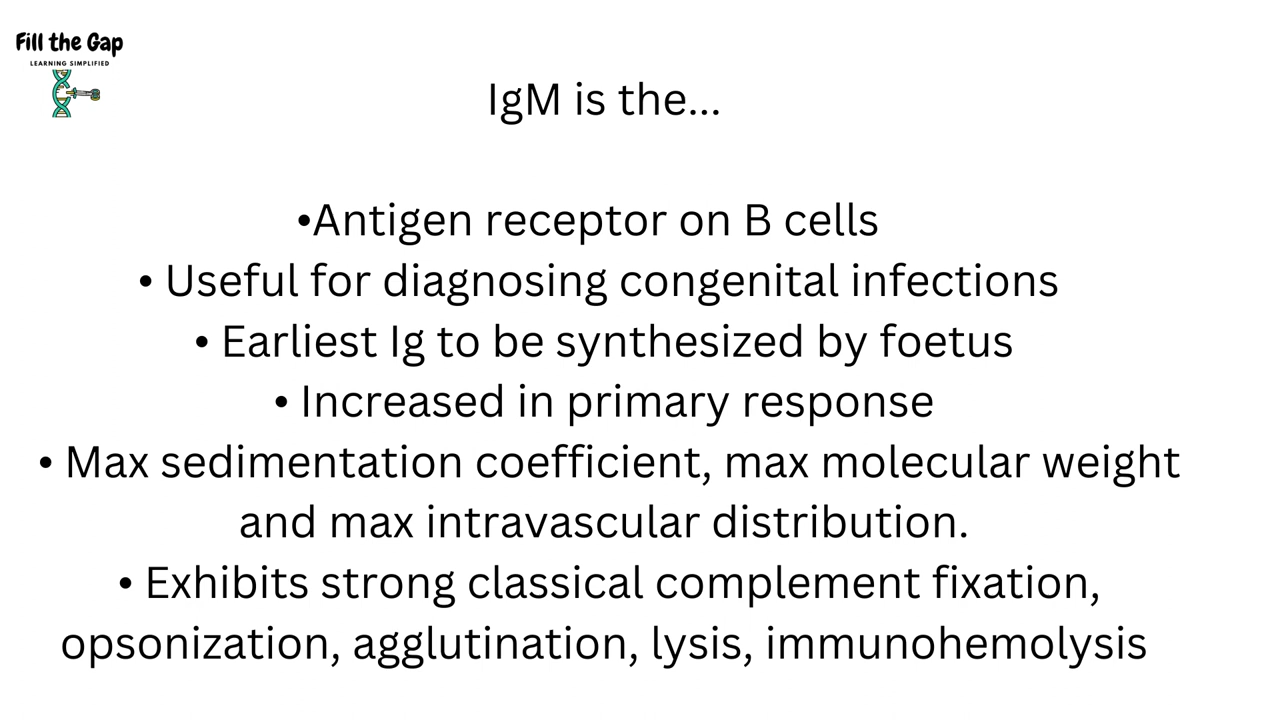 Fill the Gap
LEARNING SIMPLIFIED
IgM is the...
•Antigen receptor on B cells
• Useful for diagnosing congenital infections
• Earliest Ig to be synthesized by foetus
• Increased in primary response
• Max sedimentation coefficient, max molecular weight
and max intravascular distribution.
• Exhibits strong classical complement fixation,
opsonization, agglutination, lysis, immunohemolysis